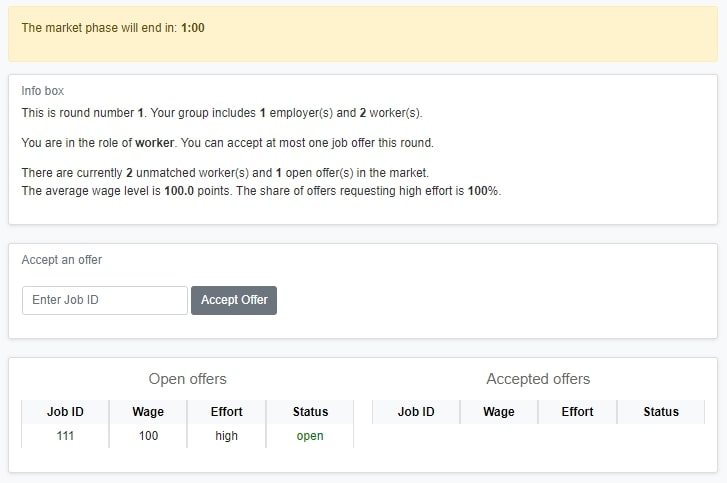 The market phase will end in: 1:00
Info box
This is round number 1. Your group includes 1 employer(s) and 2 worker(s).
You are in the role of worker. You can accept at most one job offer this round.
There are currently 2 unmatched worker(s) and 1 open offer(s) in the market.
The average wage level is 100.0 points. The share of offers requesting high effort is 100%.
Accept an offer
Enter Job ID Accept Offer
Open offers
Job ID Wage Effort Status
111 100 high open
Accepted offers
Job ID Wage Effort Status